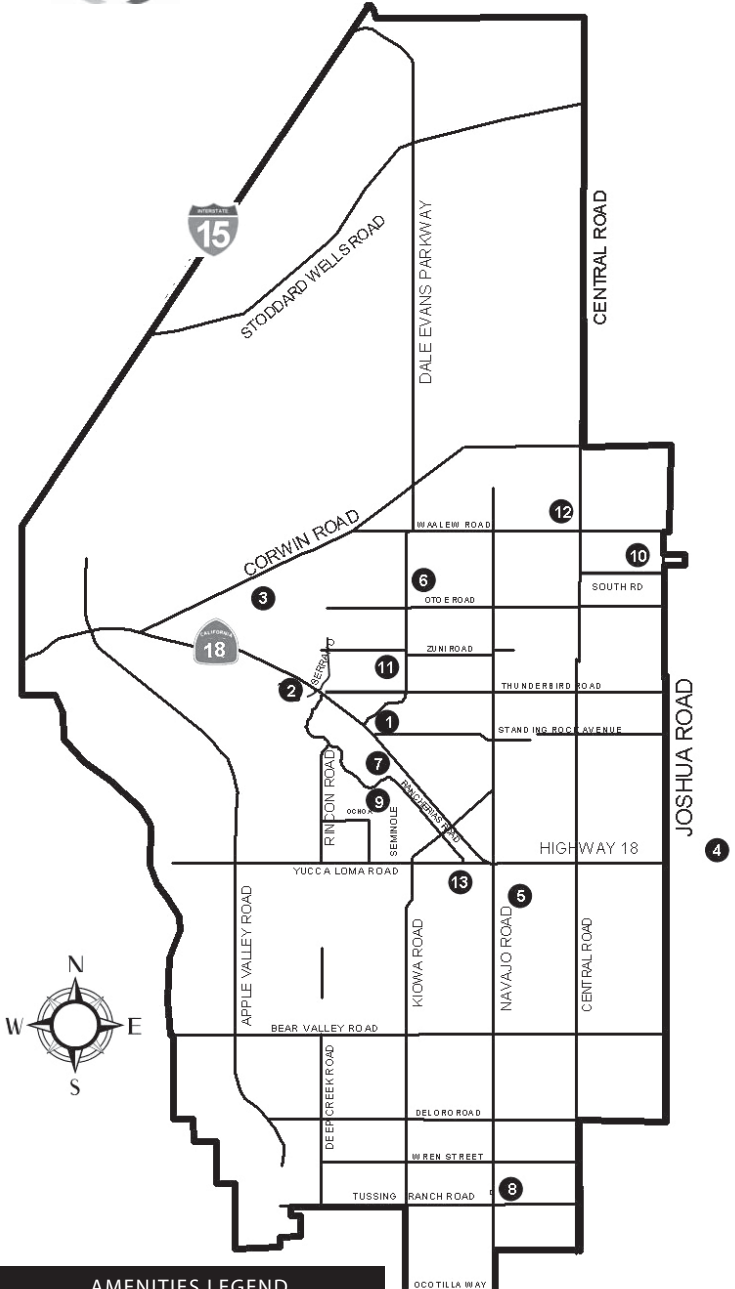 INTERSTATE
15
STODDARD WELLS ROAD
DALE EVANS PARKWAY
CENTRAL ROAD
CORWIN ROAD
WAALEW ROAD
12
10
SOUTH RD
6
OTOE ROAD
3
CALIFORNIA
18
SERRANO
ZUNI ROAD
11
2
THUNDERBIRD ROAD
1
STANDING ROCK AVENUE
JOSHUA ROAD
7
RANCHERIAS ROAD
RINCON ROAD
9
OCHOA
SEMINOLE
HIGHWAY 18
4
YUCCA LOMA ROAD
13
5
APPLE VALLEY ROAD
KIOWA ROAD
NAVAJO ROAD
CENTRAL ROAD
N
W
E
S
BEAR VALLEY ROAD
DEEP CREEK ROAD
DEL ORO ROAD
WREN STREET
8
TUSSING RANCH ROAD
AMENITIES LEGEND
OCOTILLA WAY